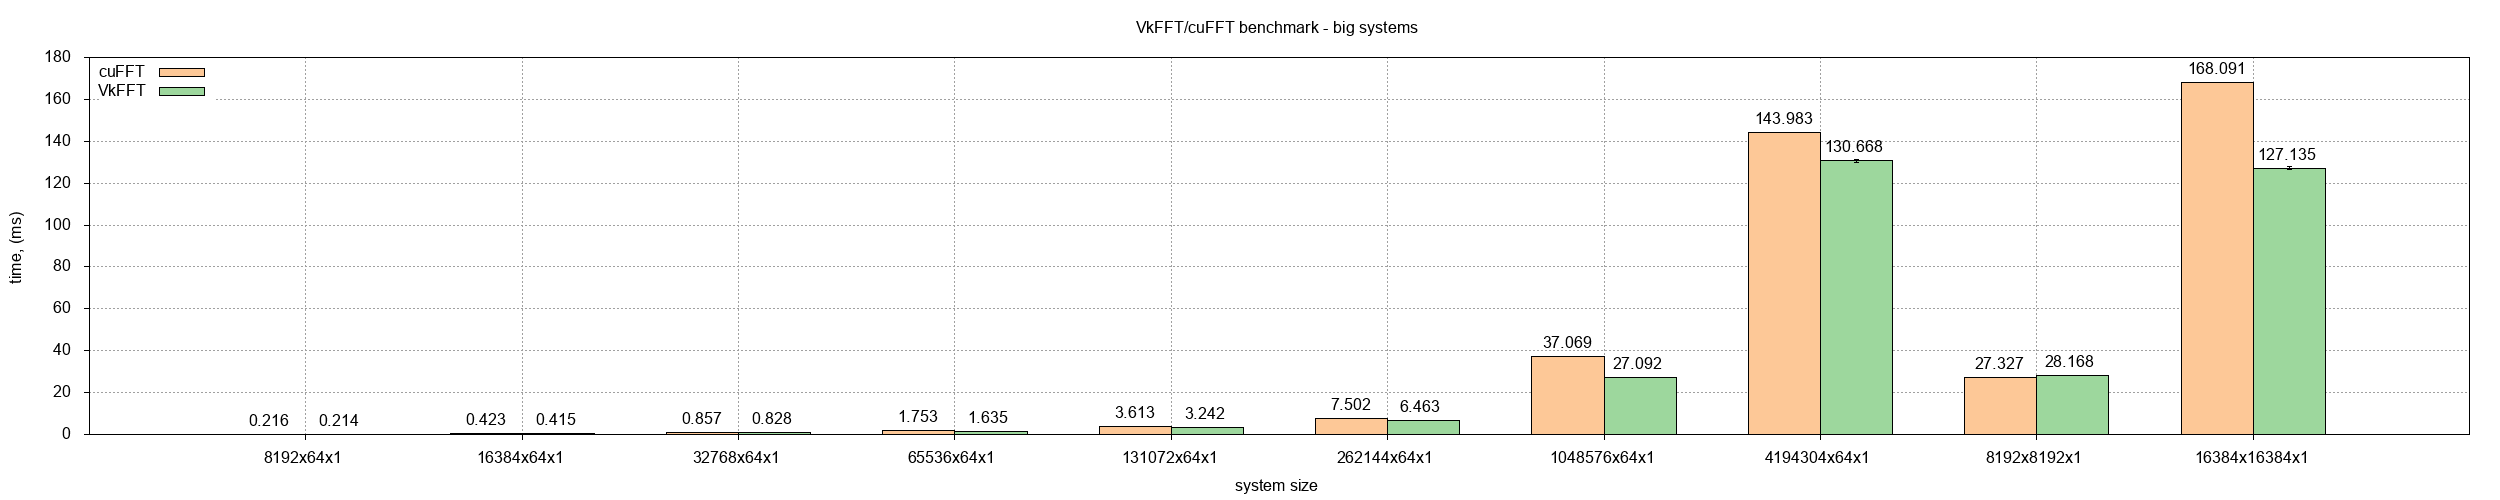 VkFFT/cuFFT benchmark - big systems
cuFFT
VkFFT
time, (ms)
180
160
140
120
100
80
60
40
20
0
0.216 0.214 0.423 0.415 0.857 0.828 1.753 1.635 3.613 3.242 7.502 6.463 37.069 27.092 143.983 130.668 27.327 28.168 168.091 127.135
8192x64x1 16384x64x1 32768x64x1 65536x64x1 131072x64x1 262144x64x1 1048576x64x1 4194304x64x1 8192x8192x1 16384x16384x1
system size